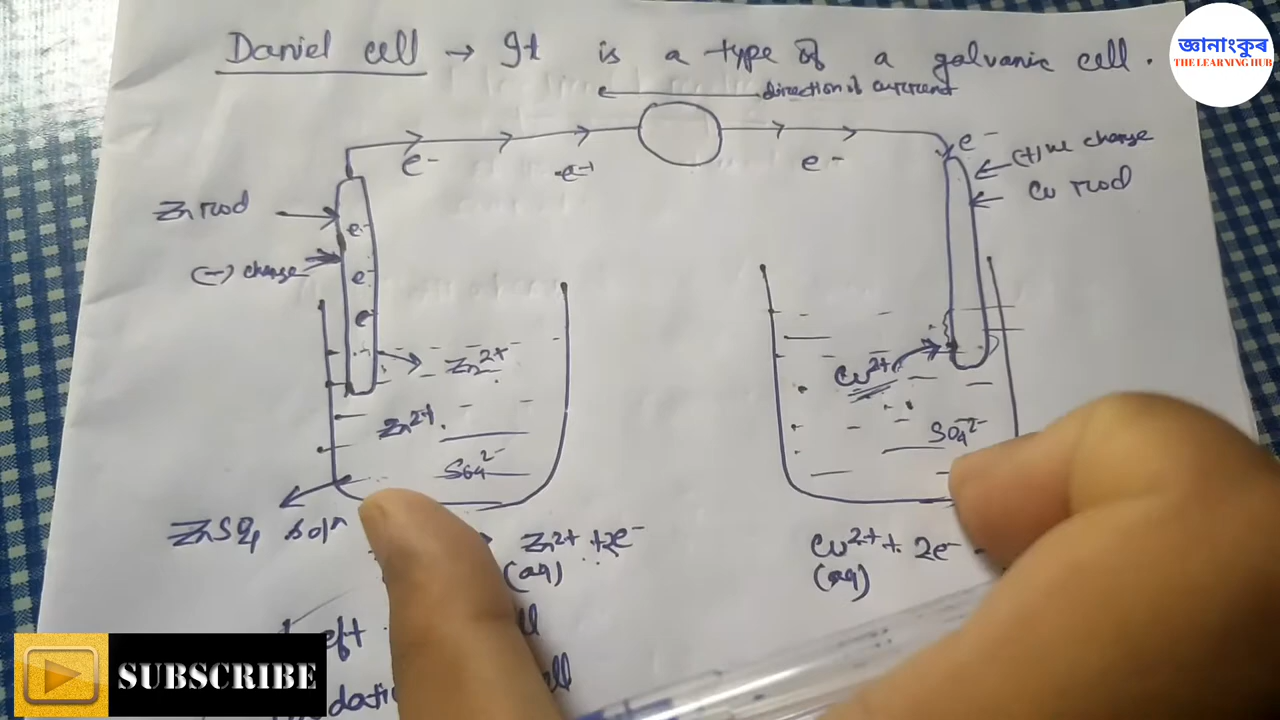 Daniel cell → It is a type of a galvanic cell.
জ্ঞানাংকুৰ
THE LEARNING HUB
direction of current
e⁻ e⁻ e⁻ e⁻
(+)ve charge
Zn rod
Cu rod
e⁻
(−) charge
e⁻
e⁻
Zn²⁺
Cu²⁺
Zn²⁺
SO₄²⁻
SO₄²⁻
ZnSO₄ solⁿ
Zn²⁺ + 2e⁻
Cu²⁺ + 2e⁻
(aq)
(aq)
SUBSCRIBE